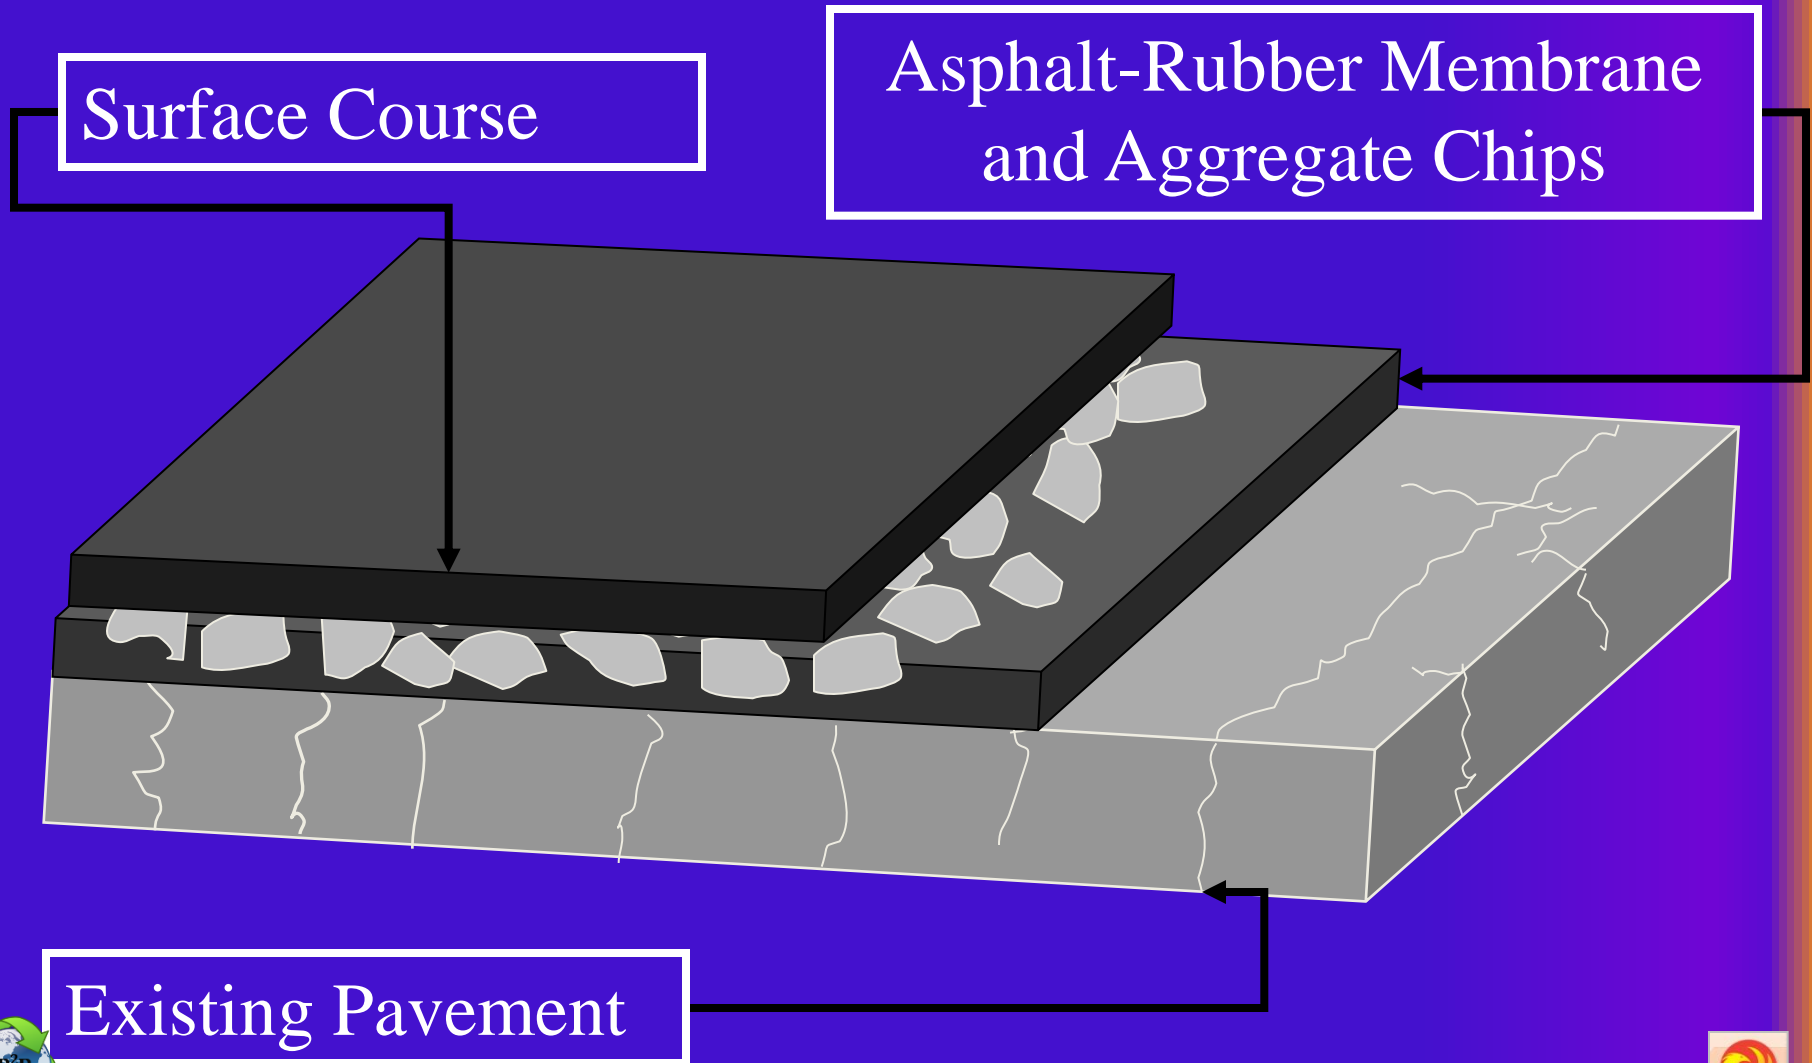 Surface Course
Asphalt-Rubber Membrane
and Aggregate Chips
Existing Pavement